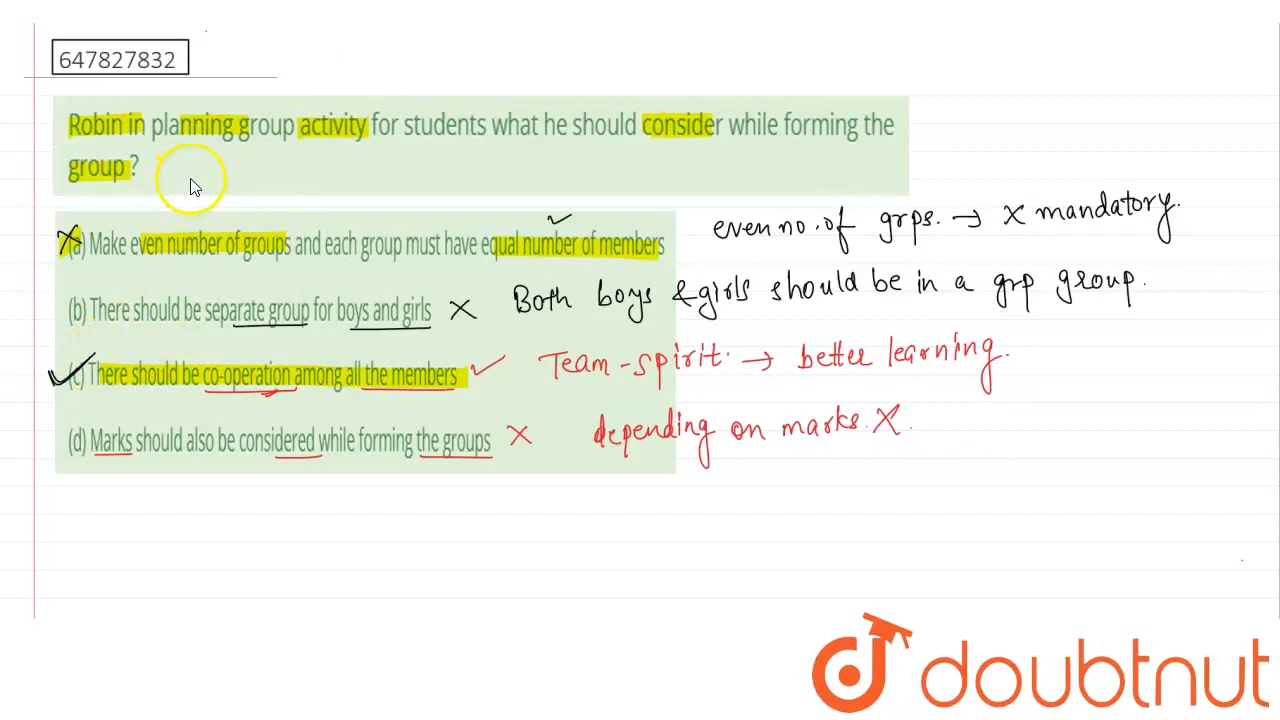 647827832
Robin in planning group activity for students what he should consider while forming the
group ?
(a) Make even number of groups and each group must have equal number of members
even no. of grps. → x mandatory.
(b) There should be separate group for boys and girls x
Both boys & girls should be in a grp group.
(c) There should be co-operation among all the members ✓
Team-spirit. → better learning.
(d) Marks should also be considered while forming the groups x
depending on marks. x.
doubtnut